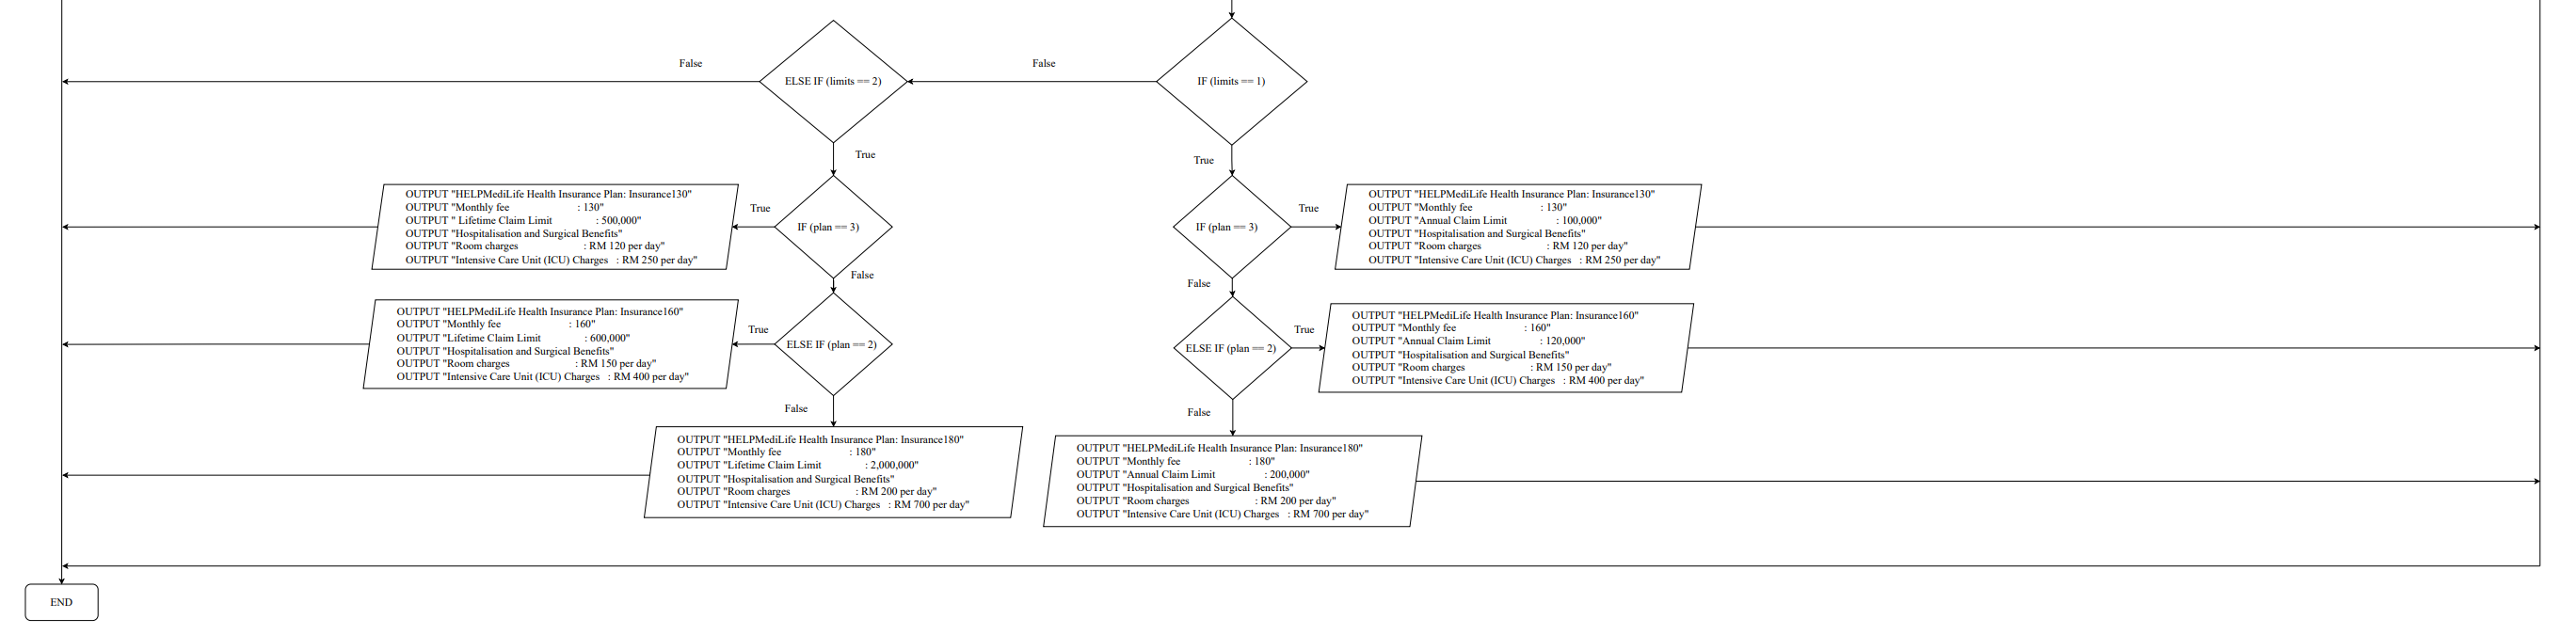 False
False
ELSE IF (limits == 2)
IF (limits == 1)
True
True
OUTPUT "HELPMediLife Health Insurance Plan: Insurance130"
OUTPUT "Monthly fee : 130"
OUTPUT " Lifetime Claim Limit : 500,000"
OUTPUT "Hospitalisation and Surgical Benefits"
OUTPUT "Room charges : RM 120 per day"
OUTPUT "Intensive Care Unit (ICU) Charges : RM 250 per day"
True
IF (plan == 3)
False
IF (plan == 3)
True
False
OUTPUT "HELPMediLife Health Insurance Plan: Insurance130"
OUTPUT "Monthly fee : 130"
OUTPUT "Annual Claim Limit : 100,000"
OUTPUT "Hospitalisation and Surgical Benefits"
OUTPUT "Room charges : RM 120 per day"
OUTPUT "Intensive Care Unit (ICU) Charges : RM 250 per day"
OUTPUT "HELPMediLife Health Insurance Plan: Insurance160"
OUTPUT "Monthly fee : 160"
OUTPUT "Lifetime Claim Limit : 600,000"
OUTPUT "Hospitalisation and Surgical Benefits"
OUTPUT "Room charges : RM 150 per day"
OUTPUT "Intensive Care Unit (ICU) Charges : RM 400 per day"
True
ELSE IF (plan == 2)
False
ELSE IF (plan == 2)
True
False
OUTPUT "HELPMediLife Health Insurance Plan: Insurance160"
OUTPUT "Monthly fee : 160"
OUTPUT "Annual Claim Limit : 120,000"
OUTPUT "Hospitalisation and Surgical Benefits"
OUTPUT "Room charges : RM 150 per day"
OUTPUT "Intensive Care Unit (ICU) Charges : RM 400 per day"
OUTPUT "HELPMediLife Health Insurance Plan: Insurance180"
OUTPUT "Monthly fee : 180"
OUTPUT "Lifetime Claim Limit : 2,000,000"
OUTPUT "Hospitalisation and Surgical Benefits"
OUTPUT "Room charges : RM 200 per day"
OUTPUT "Intensive Care Unit (ICU) Charges : RM 700 per day"
OUTPUT "HELPMediLife Health Insurance Plan: Insurance180"
OUTPUT "Monthly fee : 180"
OUTPUT "Annual Claim Limit : 200,000"
OUTPUT "Hospitalisation and Surgical Benefits"
OUTPUT "Room charges : RM 200 per day"
OUTPUT "Intensive Care Unit (ICU) Charges : RM 700 per day"
END